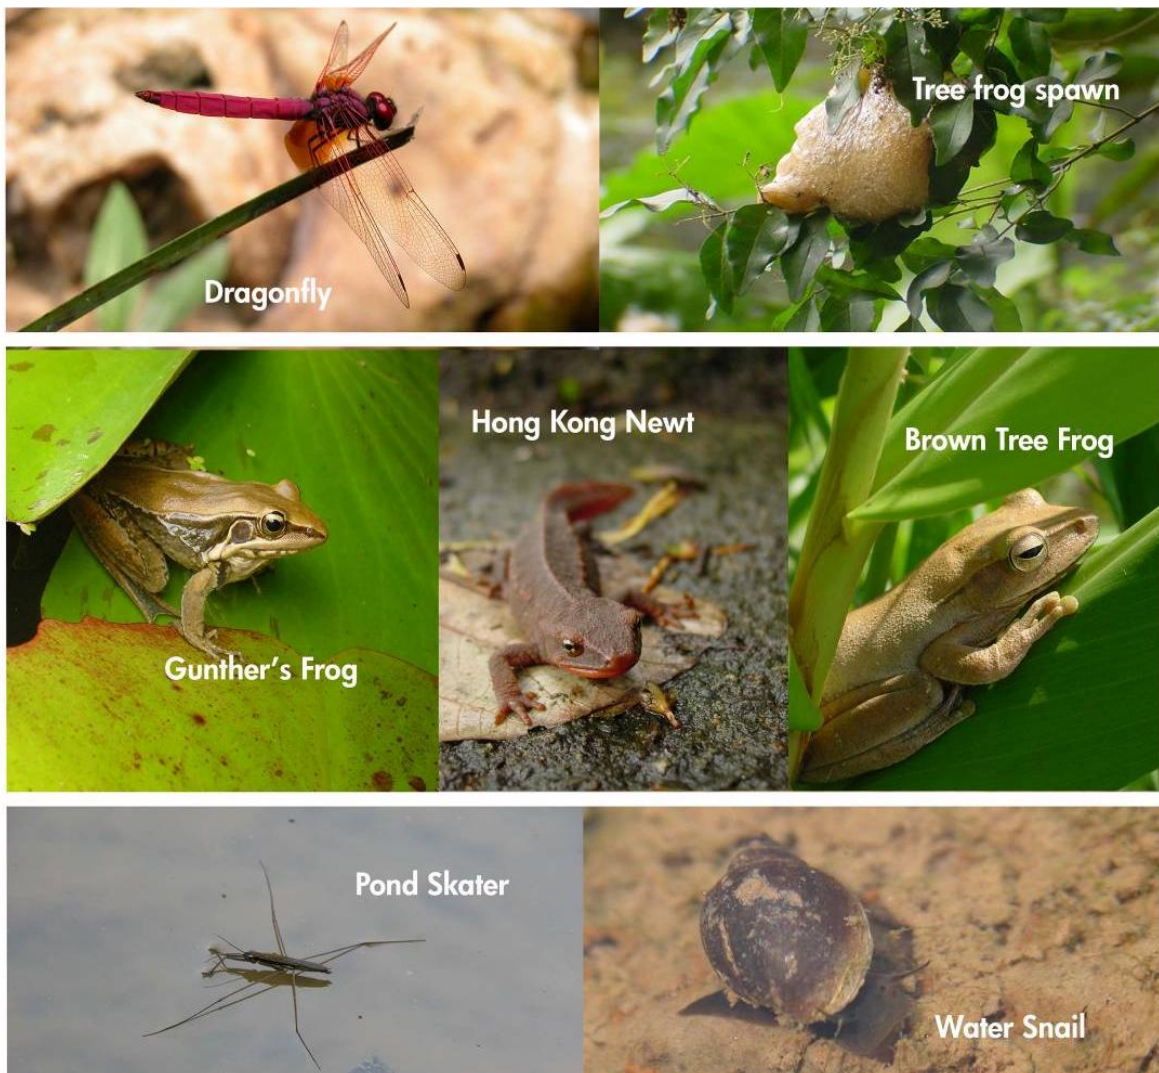 Tree frog spawn
Dragonfly
Hong Kong Newt
Brown Tree Frog
Gunther's Frog
Pond Skater
Water Snail